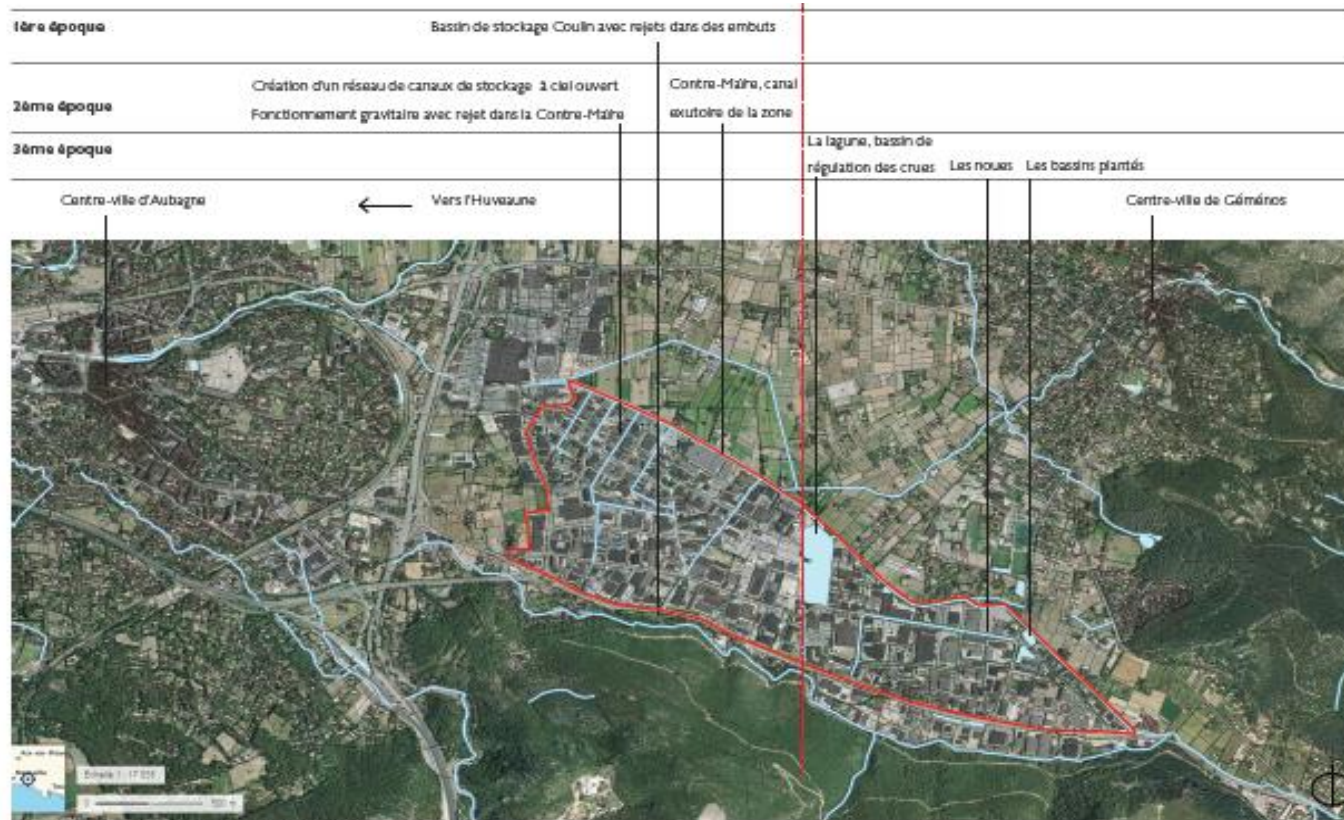 1ère époque
Bassin de stockage Coulin avec rejets dans des embuts
2ème époque
Création d'un réseau de canaux de stockage à ciel ouvert
Fonctionnement gravitaire avec rejet dans la Contre-Maïre
Contre-Maïre, canal
exutoire de la zone
3ème époque
La lagune, bassin de
régulation des crues
Les noues
Les bassins plantés
Centre-ville d'Aubagne
Vers l'Huveaune
Centre-ville de Géménos